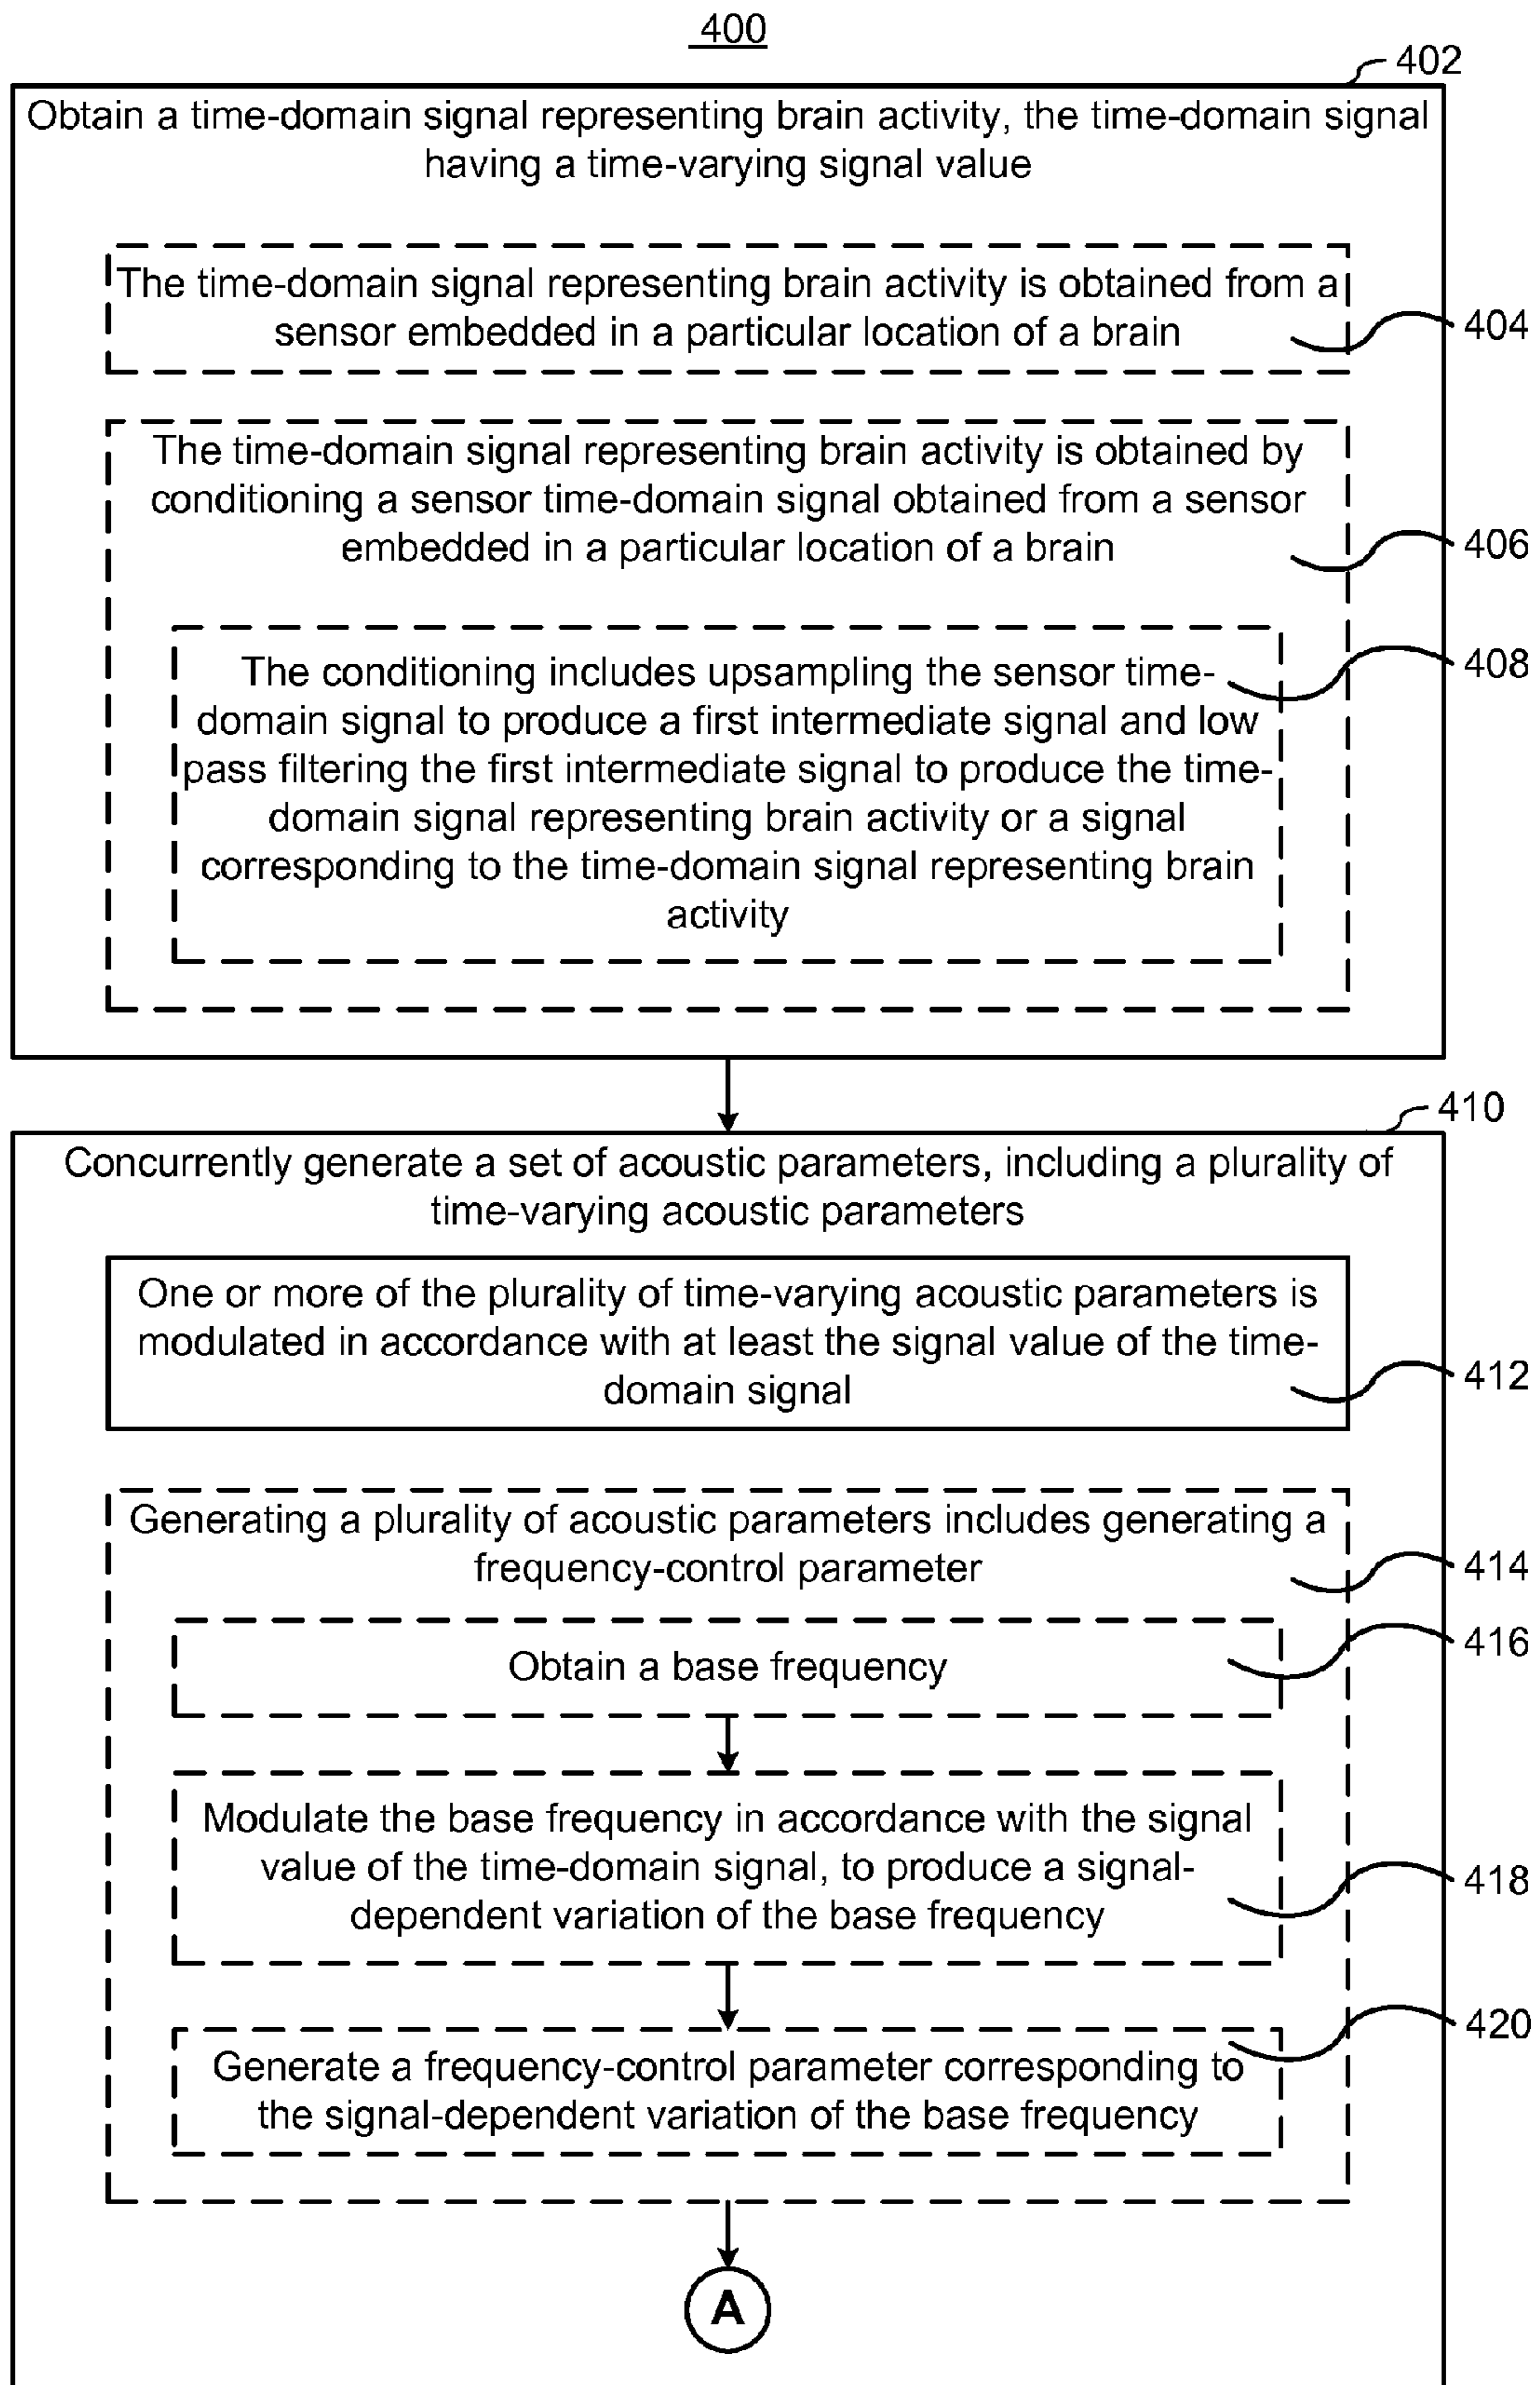 400
402
Obtain a time-domain signal representing brain activity, the time-domain signal
having a time-varying signal value
The time-domain signal representing brain activity is obtained from a
sensor embedded in a particular location of a brain
404
The time-domain signal representing brain activity is obtained by
conditioning a sensor time-domain signal obtained from a sensor
embedded in a particular location of a brain
406
The conditioning includes upsampling the sensor time-
domain signal to produce a first intermediate signal and low
pass filtering the first intermediate signal to produce the time-
domain signal representing brain activity or a signal
corresponding to the time-domain signal representing brain
activity
408
410
Concurrently generate a set of acoustic parameters, including a plurality of
time-varying acoustic parameters
One or more of the plurality of time-varying acoustic parameters is
modulated in accordance with at least the signal value of the time-
domain signal
412
Generating a plurality of acoustic parameters includes generating a
frequency-control parameter
414
Obtain a base frequency
416
Modulate the base frequency in accordance with the signal
value of the time-domain signal, to produce a signal-
dependent variation of the base frequency
418
Generate a frequency-control parameter corresponding to
the signal-dependent variation of the base frequency
420
A